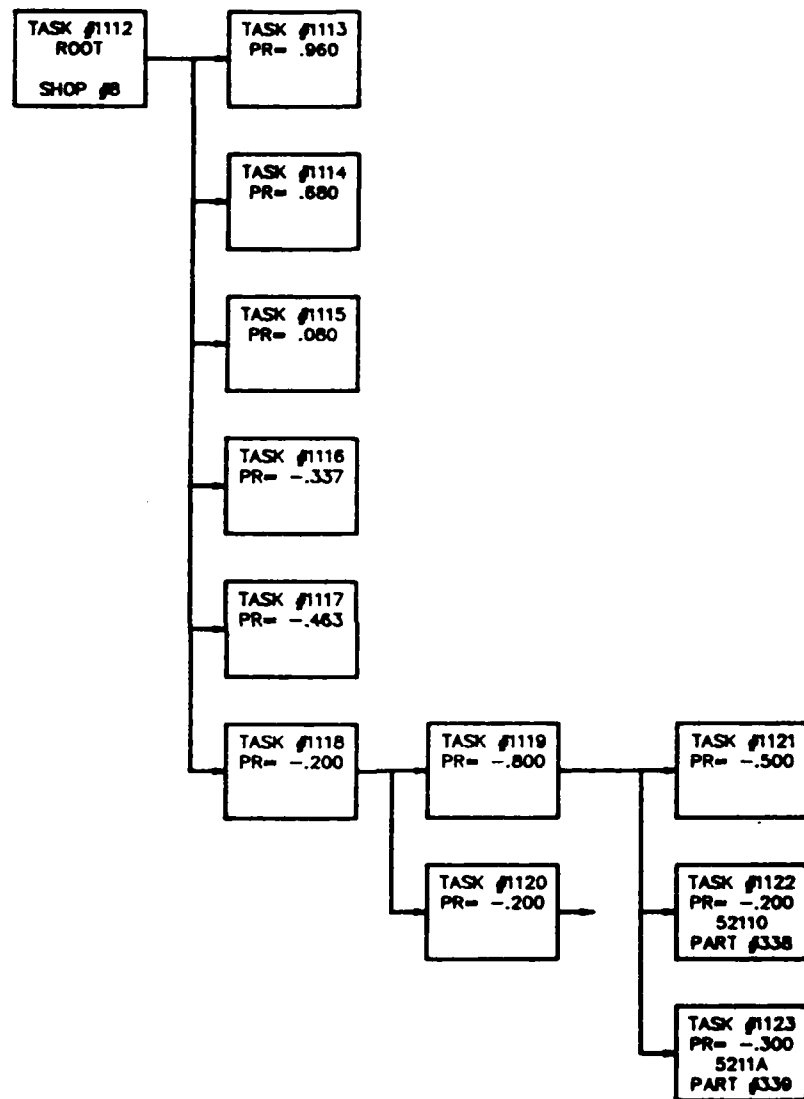 TASK #1112
ROOT
SHOP #8
TASK #1113
PR= .960
TASK #1114
PR= .680
TASK #1115
PR= .080
TASK #1116
PR= -.337
TASK #1117
PR= -.463
TASK #1118
PR= -.200
TASK #1119
PR= -.800
TASK #1121
PR= -.500
TASK #1120
PR= -.200
TASK #1122
PR= -.200
52110
PART #338
TASK #1123
PR= -.300
5211A
PART #339